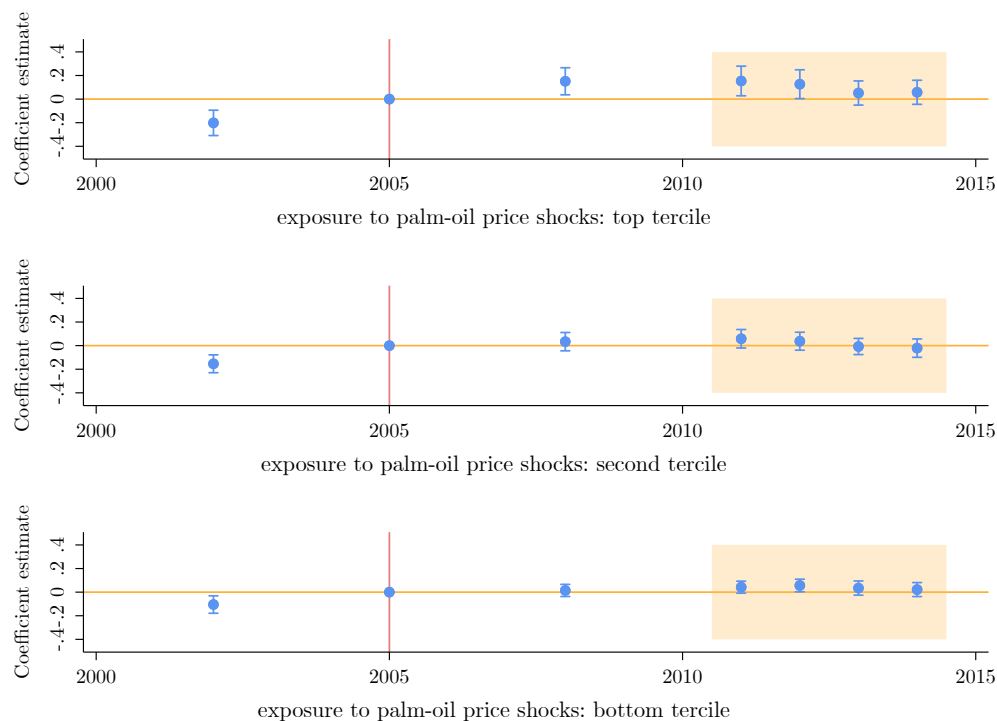 Coefficient estimate
-.4 -.2 0 .2 .4
2000 2005 2010 2015
exposure to palm-oil price shocks: top tercile
Coefficient estimate
-.4 -.2 0 .2 .4
2000 2005 2010 2015
exposure to palm-oil price shocks: second tercile
Coefficient estimate
-.4 -.2 0 .2 .4
2000 2005 2010 2015
exposure to palm-oil price shocks: bottom tercile